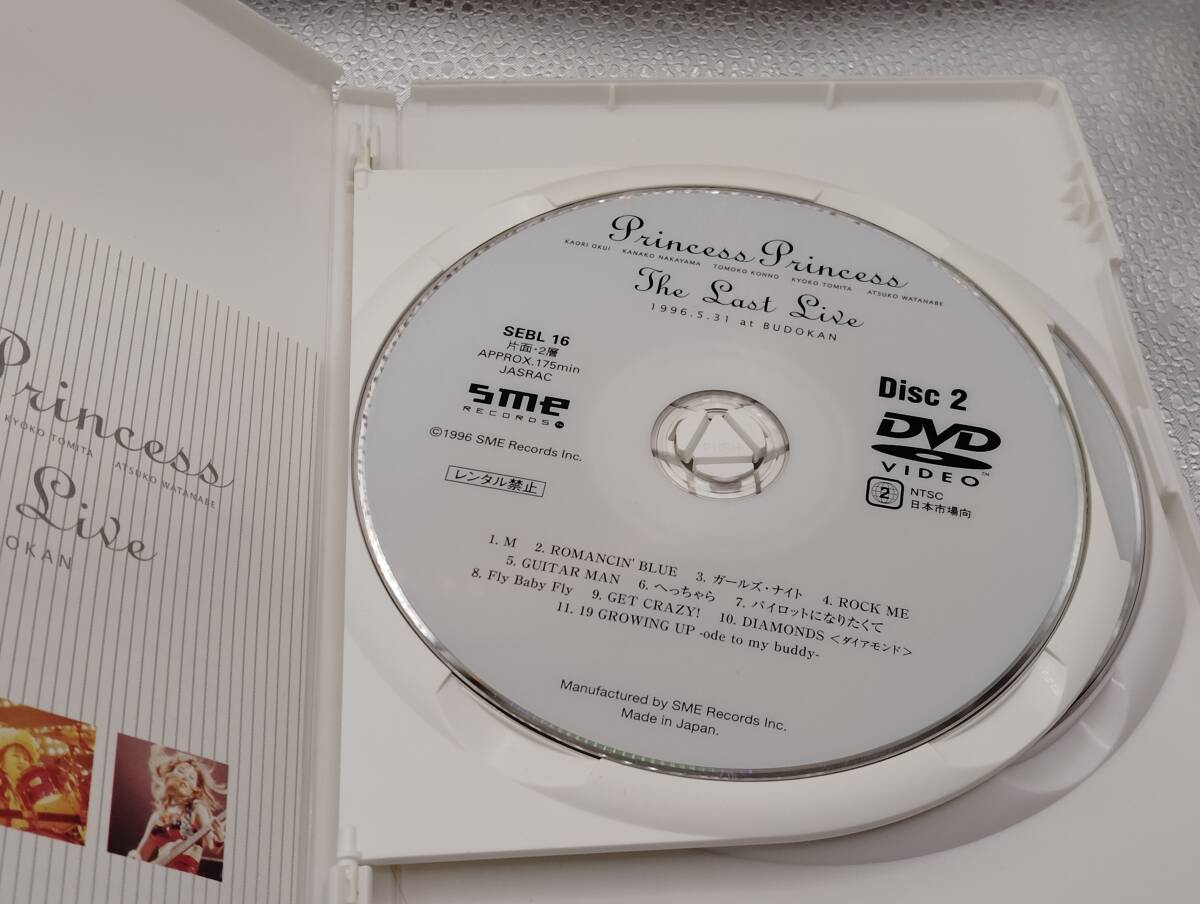 Princess
KYOKO TOMITA ATSUKO WATANABE
Live
OKAN
Princess Princess
KAORI OKUI KANAKO NAKAYAMA TOMOKO KONNO KYOKO TOMITA ATSUKO WATANABE
The Last Live
1996.5.31 at BUDOKAN
SEBL 16
片面・2層
APPROX.175min
JASRAC
sme
RECORDS
©1996 SME Records Inc.
レンタル禁止
Disc 2
DVD
VIDEO™
2
NTSC
日本市場向
1. M 2. ROMANCIN' BLUE 3. ガールズ・ナイト 4. ROCK ME
5. GUITAR MAN 6. へっちゃら 7. パイロットになりたくて
8. Fly Baby Fly 9. GET CRAZY! 10. DIAMONDS <ダイアモンド>
11. 19 GROWING UP -ode to my buddy-
Manufactured by SME Records Inc.
Made in Japan.